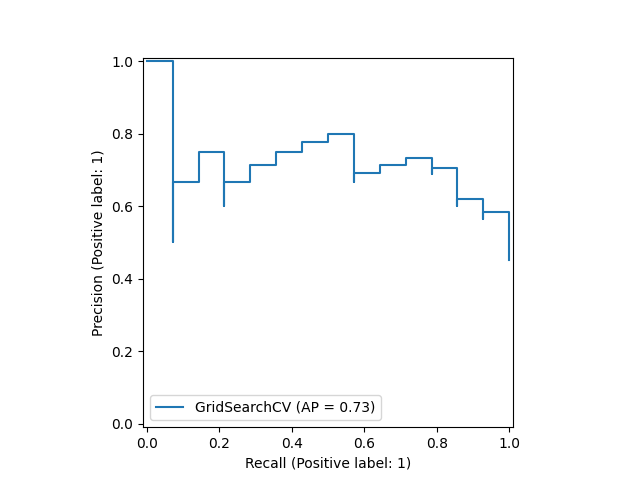 1.0
0.8
0.6
0.4
0.2
0.0
Precision (Positive label: 1)
GridSearchCV (AP = 0.73)
0.0 0.2 0.4 0.6 0.8 1.0
Recall (Positive label: 1)